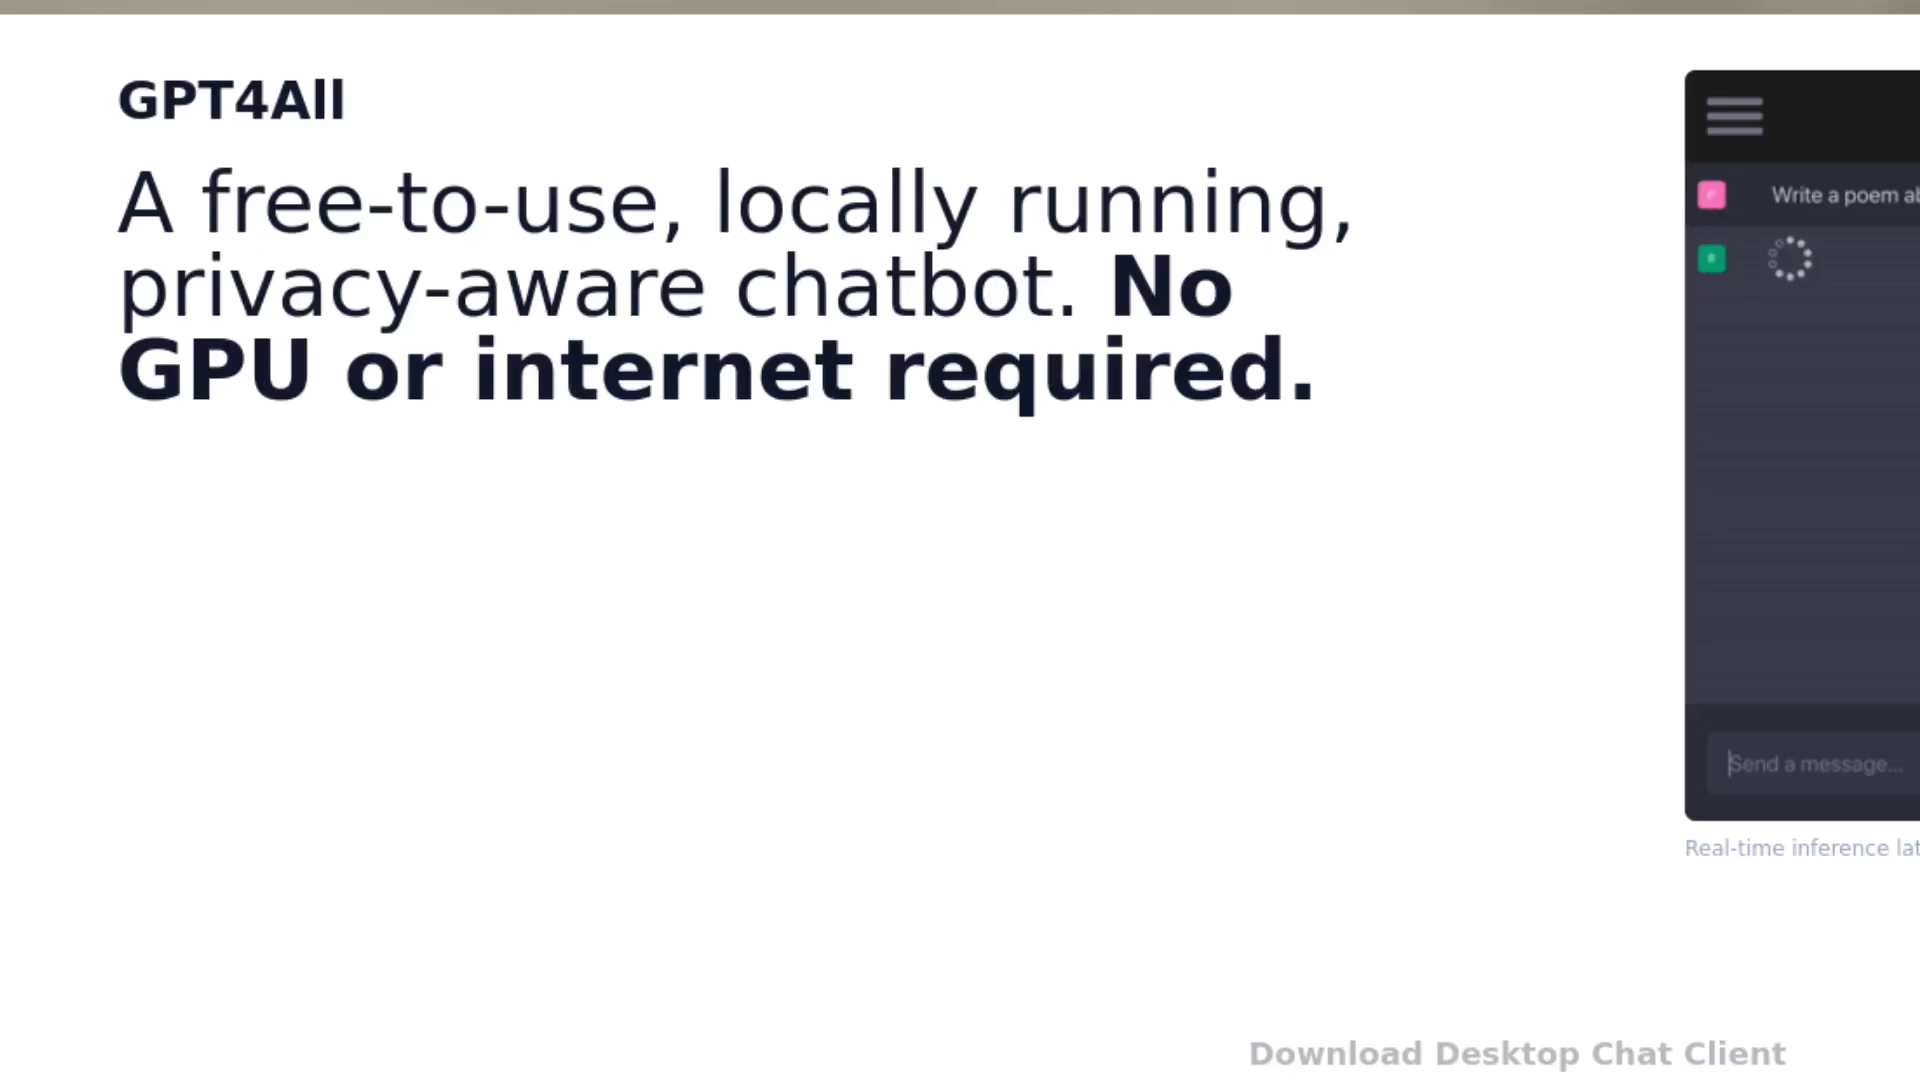 GPT4All
A free-to-use, locally running,
privacy-aware chatbot. No
GPU or internet required.
Write a poem
Send a message...
Real-time inference
Download Desktop Chat Client